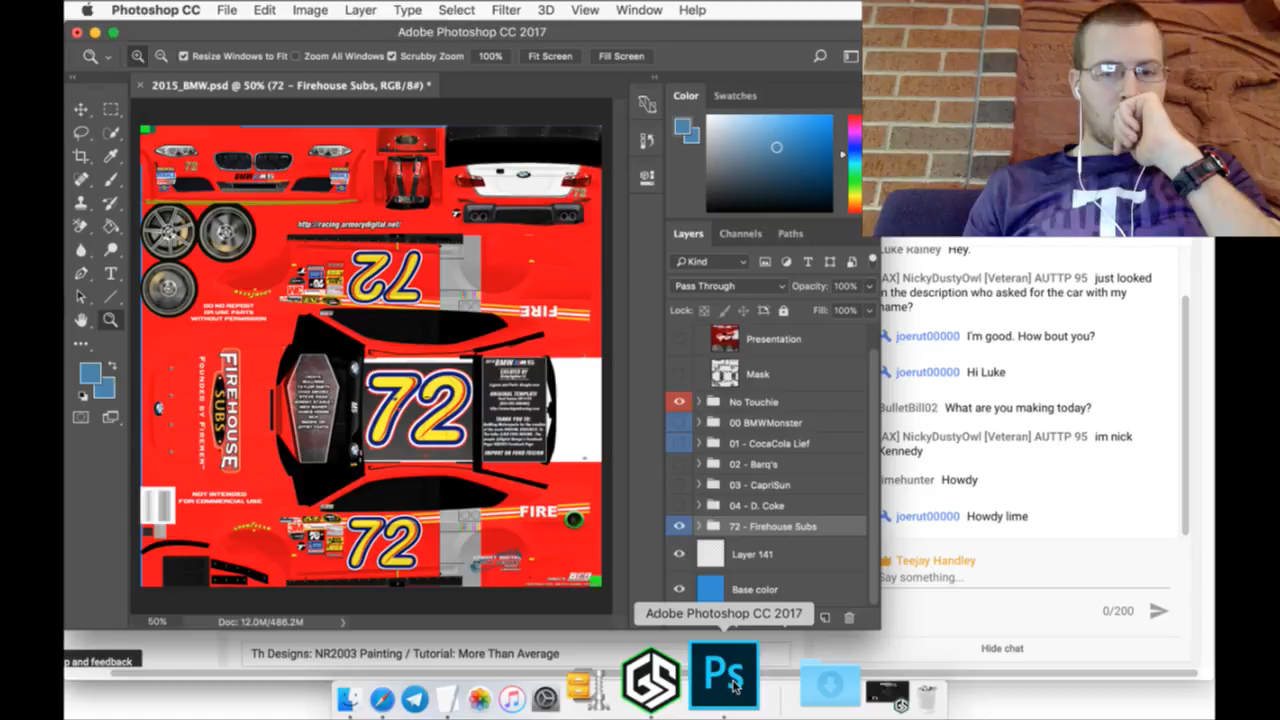 Photoshop CC File Edit Image Layer Type Select Filter 3D View Window Help
Adobe Photoshop CC 2017
Resize Windows to Fit Zoom All Windows Scrubby Zoom 100% Fit Screen Fill Screen
2015_BMW.psd @ 50% (72 - Firehouse Subs, RGB/8#) *
Color Swatches
http://racing.armorydigital.net/
72
FIRE
DO NO REPOST
OR USE PARTS
WITHOUT PERMISSION
FIREHOUSE
SUBS
FOUNDED BY FIREMEN
72
NOT INTENDED
FOR COMMERCIAL USE
FIRE
72
50% Doc: 12.0M/486.2M
Layers Channels Paths
Kind
Pass Through Opacity: 100%
Lock: Fill: 100%
Presentation
Mask
No Touchie
00 BMWMonster
01 - CocaCola Lief
02 - Barq's
03 - CapriSun
04 - D. Coke
72 - Firehouse Subs
Layer 141
Base color
Adobe Photoshop CC 2017
T
Luke Rainey Hey.
AX] NickyDustyOwl [Veteran] AUTTP 95 just looked
n the description who asked for the car with my
name?
joerut00000 I'm good. How bout you?
joerut00000 Hi Luke
BulletBill02 What are you making today?
AX] NickyDustyOwl [Veteran] AUTTP 95 im nick
Kennedy
imehunter Howdy
joerut00000 Howdy lime
Teejay Handley
Say something...
0/200
Hide chat
p and feedback
Th Designs: NR2003 Painting / Tutorial: More Than Average
GS
Ps